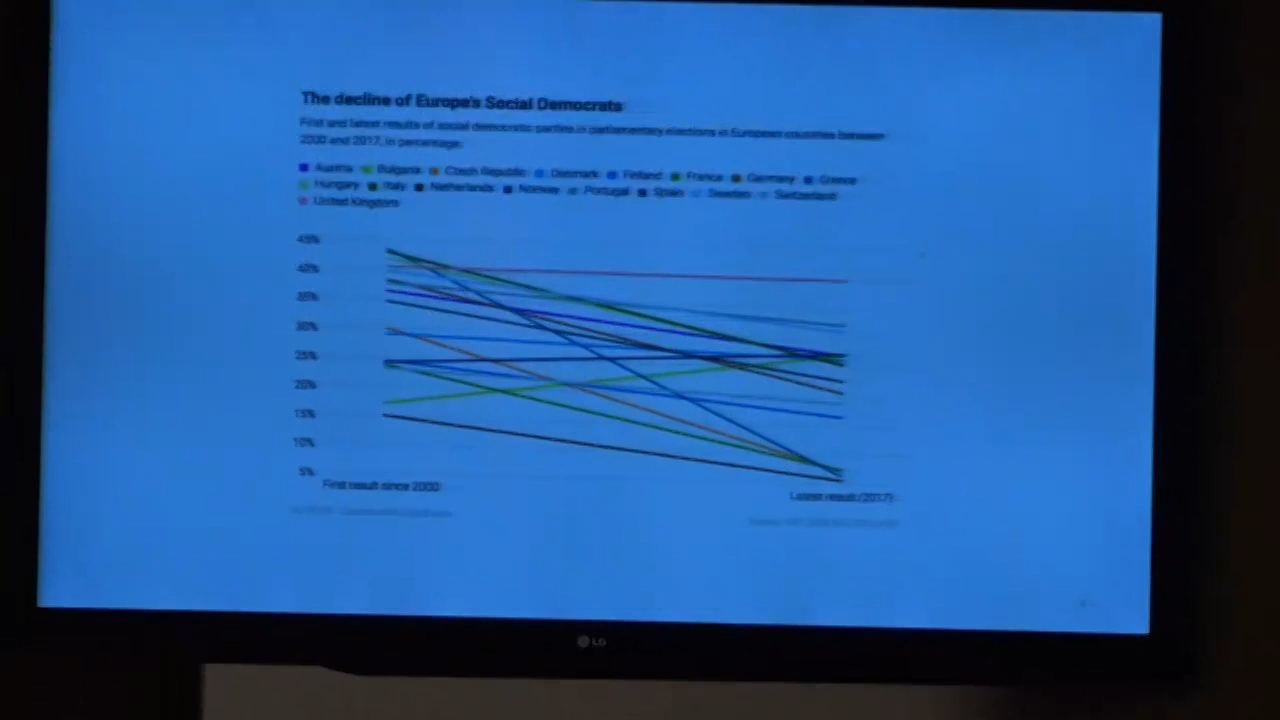 The decline of Europe's Social Democrats
First and latest results of social democratic parties in parliamentary elections in European countries between
2000 and 2017, in percentage.
Austria Bulgaria Czech Republic Denmark Finland France Germany Greece
Hungary Italy Netherlands Norway Portugal Spain Sweden Switzerland
United Kingdom
45%
40%
35%
30%
25%
20%
15%
10%
5%
First result since 2000
Latest result (2017)
LG